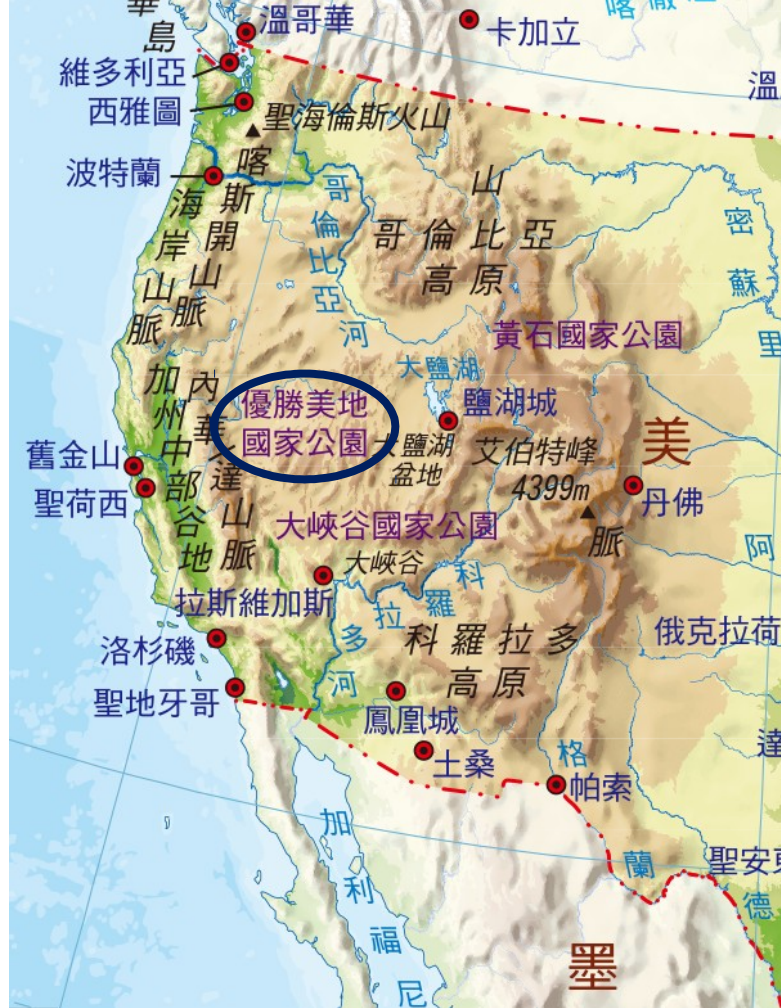 華島
溫哥華
卡加立
維多利亞
溫
西雅圖
聖海倫斯火山
波特蘭
喀斯開山脈
海岸山脈
哥倫比亞河
山
哥倫比亞
高原
密蘇里
黃石國家公園
大鹽湖
鹽湖城
加州中部谷地
內華達山脈
優勝美地
國家公園
大鹽湖
盆地
艾伯特峰
4399m
美
丹佛
舊金山
聖荷西
脈
大峽谷國家公園
大峽谷
阿
拉斯維加斯
科羅拉多河
科羅拉多
高原
俄克拉荷
洛杉磯
聖地牙哥
鳳凰城
土桑
達
格蘭德
帕索
聖安東
加利福尼
墨